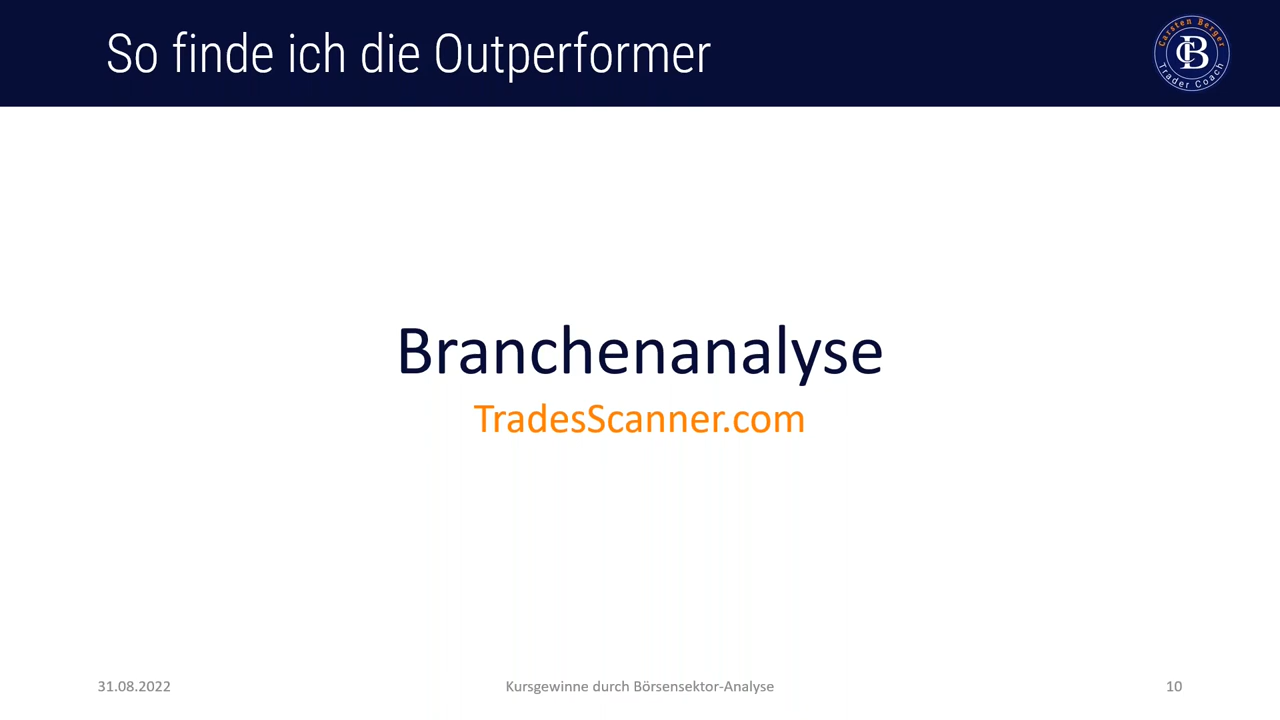 So finde ich die Outperformer
Carsten Berger
CB
Trader Coach
Branchenanalyse
TradesScanner.com
31.08.2022
Kursgewinne durch Börsensektor-Analyse
10